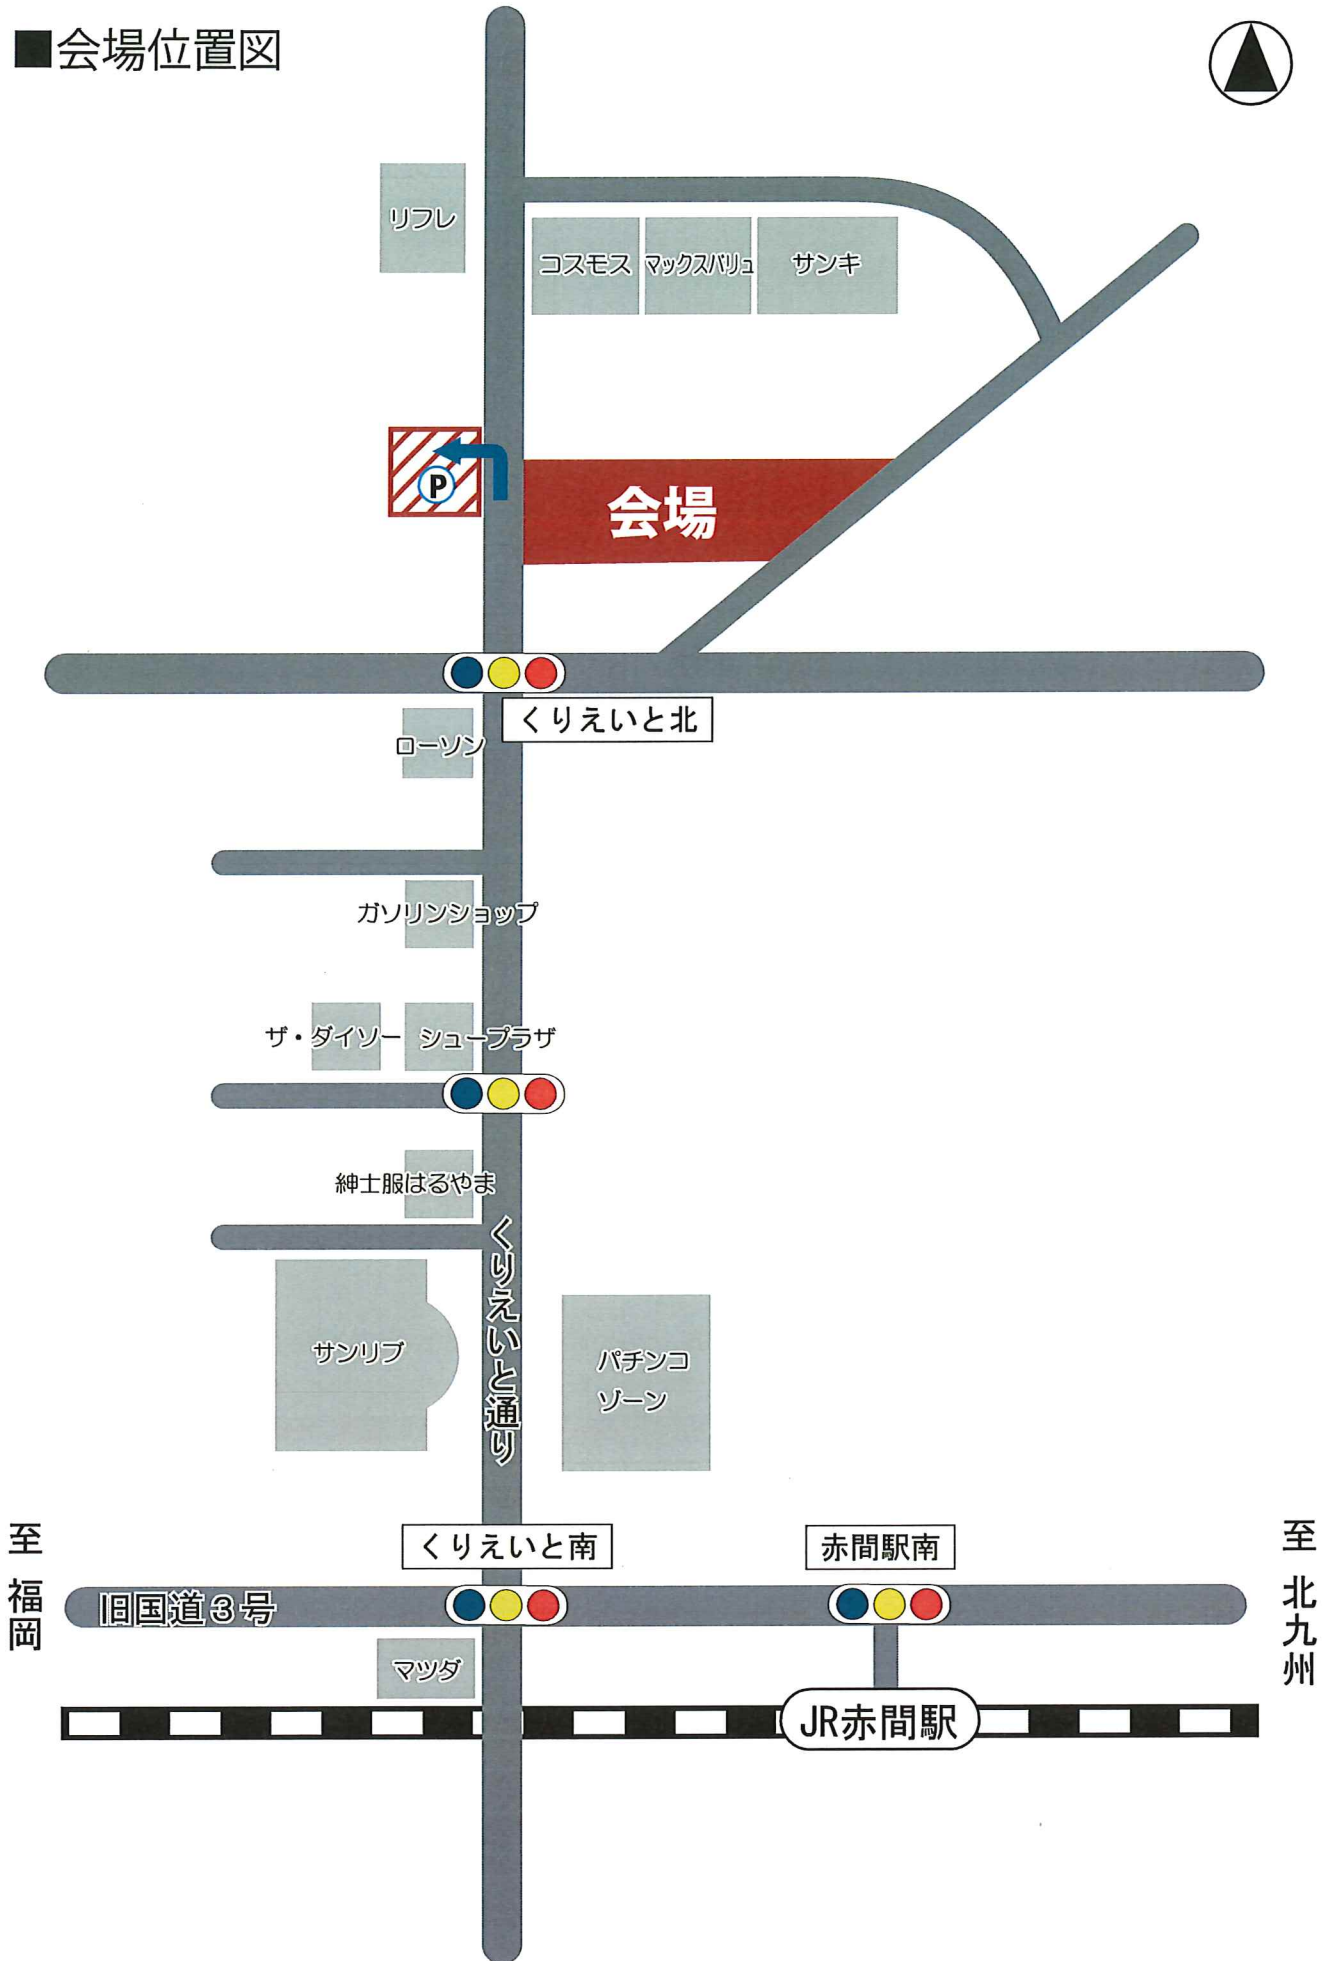 ■会場位置図
リフレ
コスモス
マックスバリュ
サンキ
P
会場
くりえいと北
ローソン
ガソリンショップ
ザ・ダイソー
シュープラザ
紳士服はるやま
くりえいと通り
サンリブ
パチンコ
ゾーン
至 福岡
くりえいと南
赤間駅南
至 北九州
旧国道3号
マツダ
JR赤間駅